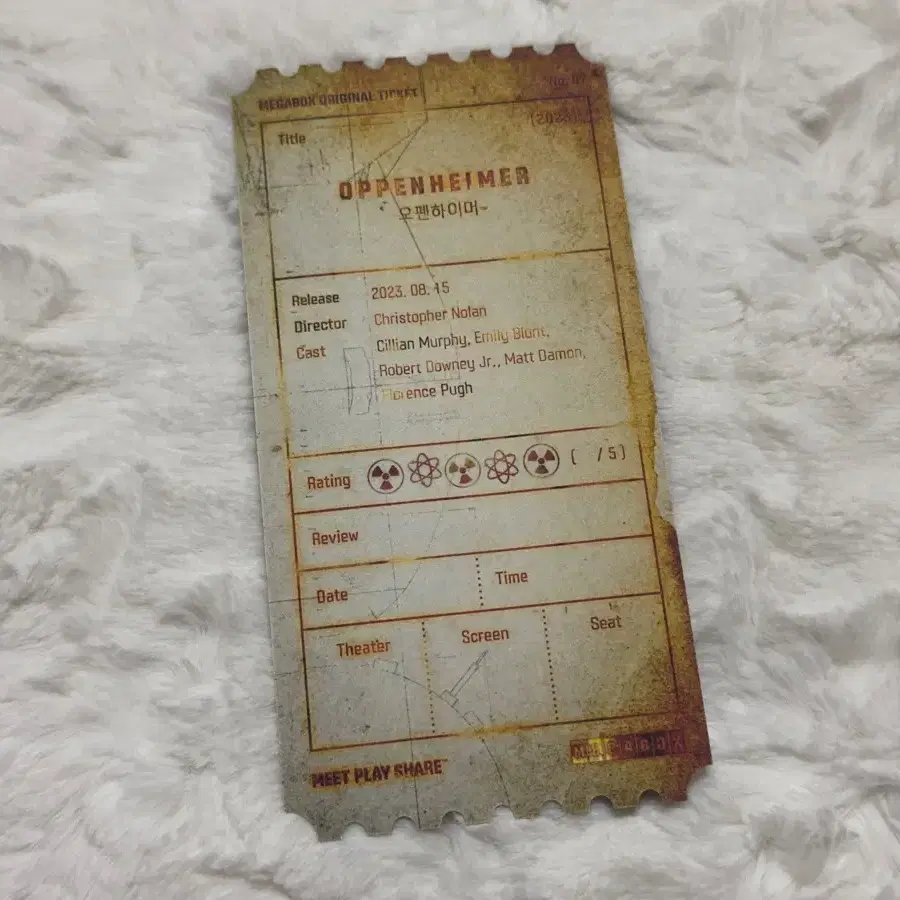 MEGABOX ORIGINAL TICKET
(2023)
Title
OPPENHEIMER
오펜하이머
Release 2023. 08. 15
Director Christopher Nolan
Cast Cillian Murphy, Emily Blunt,
Robert Downey Jr., Matt Damon,
Florence Pugh
Rating ( /5)
Review
Date Time
Theater Screen Seat
MEET PLAY SHARE
MEGABOX